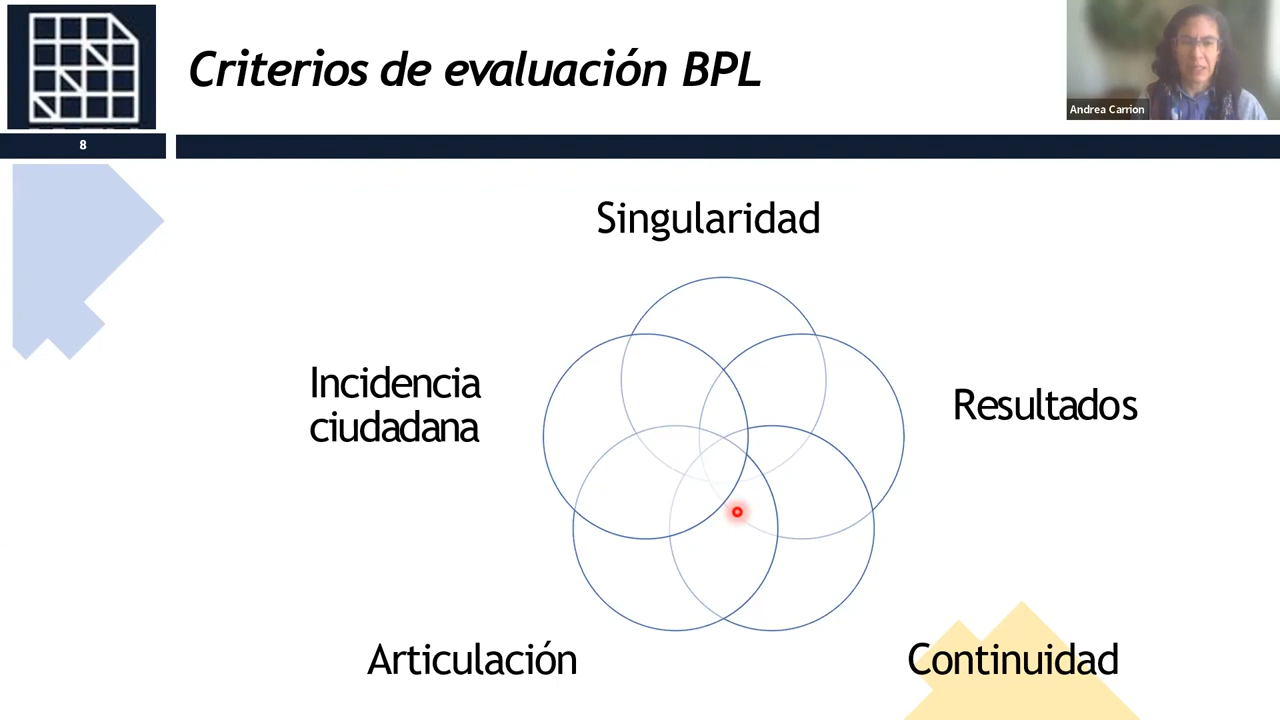 Criterios de evaluación BPL
Andrea Carrion
8
Singularidad
Incidencia
ciudadana
Resultados
Articulación
Continuidad